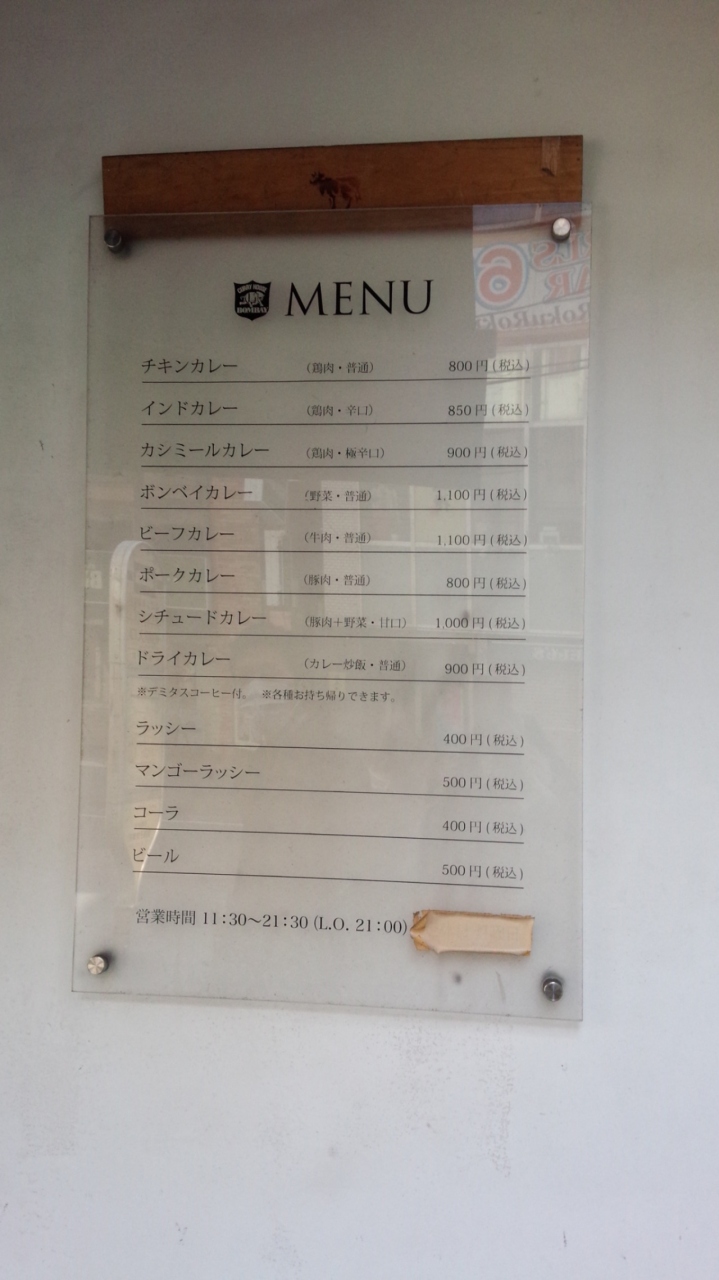 CURRY HOUSE
BOMBAY
MENU
チキンカレー （鶏肉・普通） 800円(税込)
インドカレー （鶏肉・辛口） 850円(税込)
カシミールカレー （鶏肉・極辛口） 900円(税込)
ボンベイカレー （野菜・普通） 1,100円(税込)
ビーフカレー （牛肉・普通） 1,100円(税込)
ポークカレー （豚肉・普通） 800円(税込)
シチュードカレー （豚肉＋野菜・甘口） 1,000円(税込)
ドライカレー （カレー炒飯・普通） 900円(税込)
※デミタスコーヒー付。 ※各種お持ち帰りできます。
ラッシー 400円(税込)
マンゴーラッシー 500円(税込)
コーラ 400円(税込)
ビール 500円(税込)
営業時間 11：30〜21：30 (L.O. 21：00)